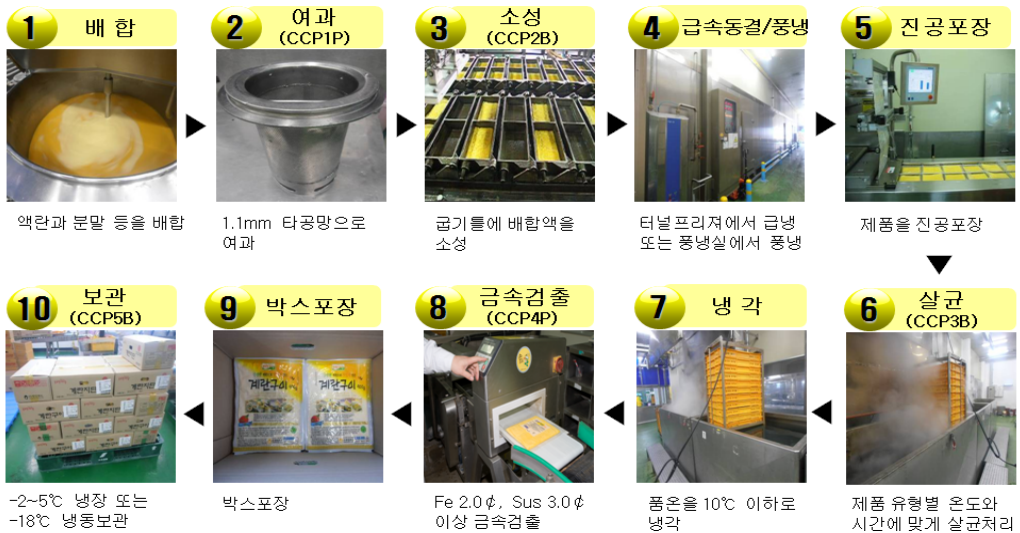 1 배 합
2 여과
(CCP1P)
3 소성
(CCP2B)
4 급속동결/풍냉
5 진공포장
액란과 분말 등을 배합
1.1mm 타공망으로
여과
굽기틀에 배합액을
소성
터널프리져에서 급냉
또는 풍냉실에서 풍냉
제품을 진공포장
10 보관
(CCP5B)
9 박스포장
8 금속검출
(CCP4P)
7 냉 각
6 살균
(CCP3B)
계란구이
계란구이
-2~5℃ 냉장 또는
-18℃ 냉동보관
박스포장
Fe 2.0￠, Sus 3.0￠
이상 금속검출
품온을 10℃ 이하로
냉각
제품 유형별 온도와
시간에 맞게 살균처리